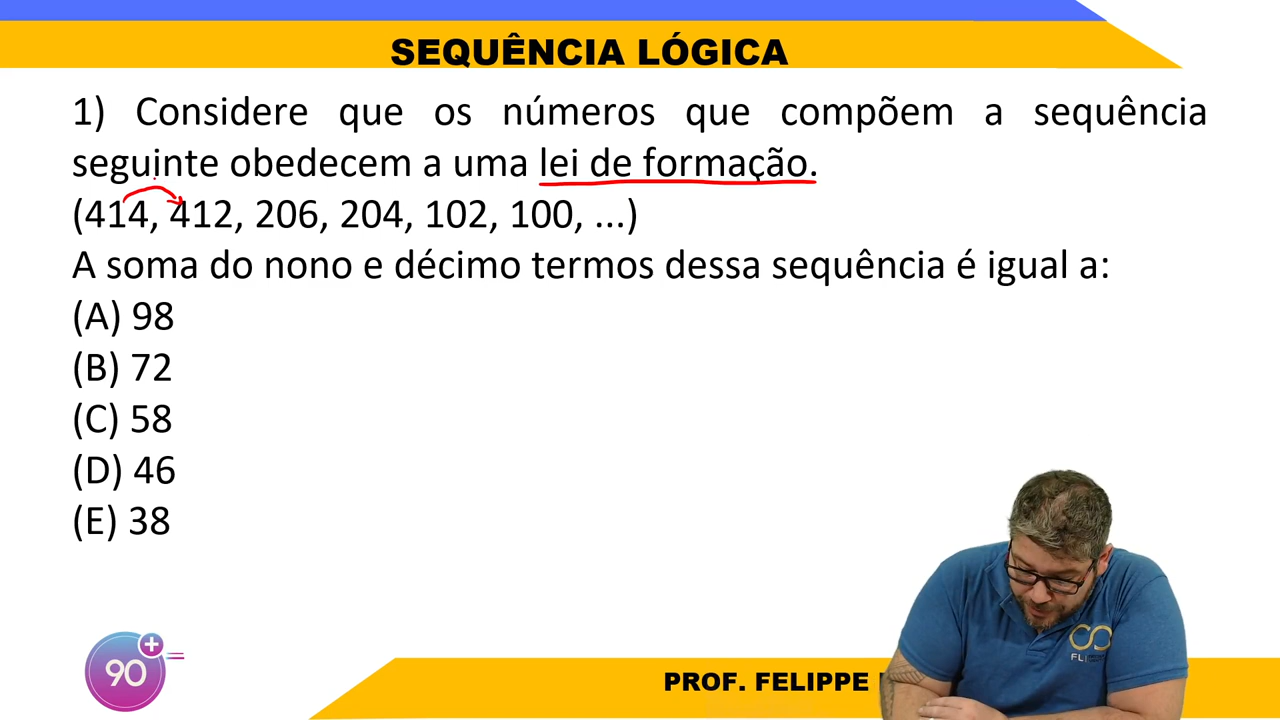 SEQUÊNCIA LÓGICA
1) Considere que os números que compõem a sequência
seguinte obedecem a uma lei de formação.
(414, 412, 206, 204, 102, 100, ...)
A soma do nono e décimo termos dessa sequência é igual a:
(A) 98
(B) 72
(C) 58
(D) 46
(E) 38
90+
PROF. FELIPPE
FL